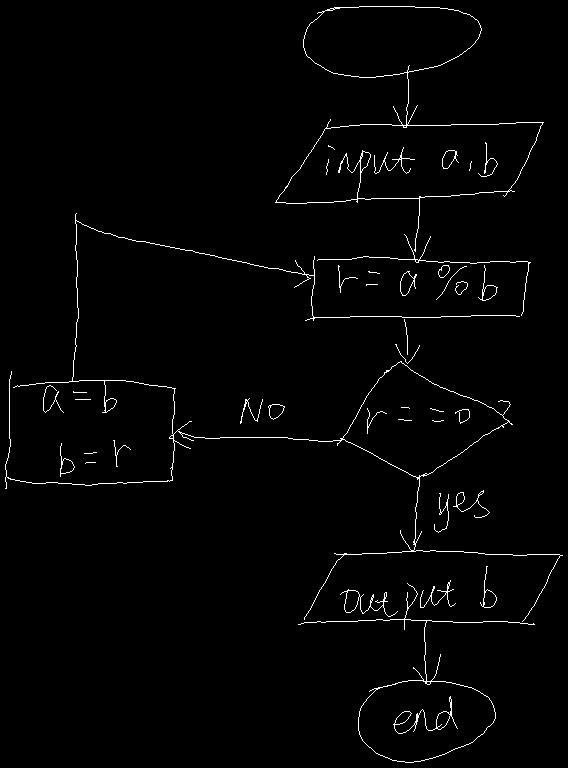 input a,b
r=a%b
r==0?
NO
a=b
b=r
yes
output b
end